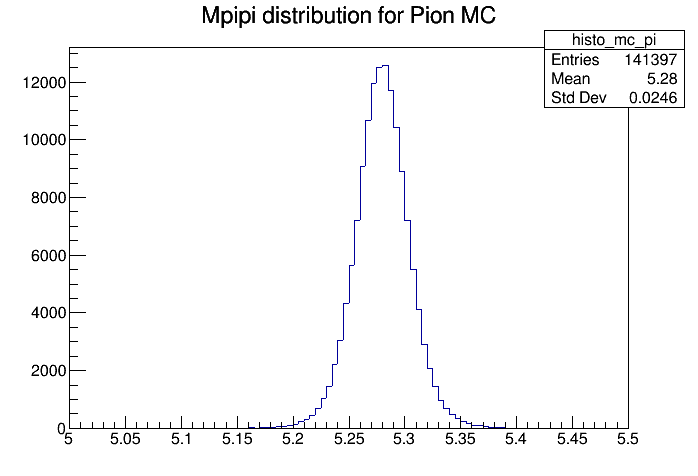 Mpipi distribution for Pion MC
histo_mc_pi
Entries 141397
Mean 5.28
Std Dev 0.0246
12000
10000
8000
6000
4000
2000
0
5 5.05 5.1 5.15 5.2 5.25 5.3 5.35 5.4 5.45 5.5